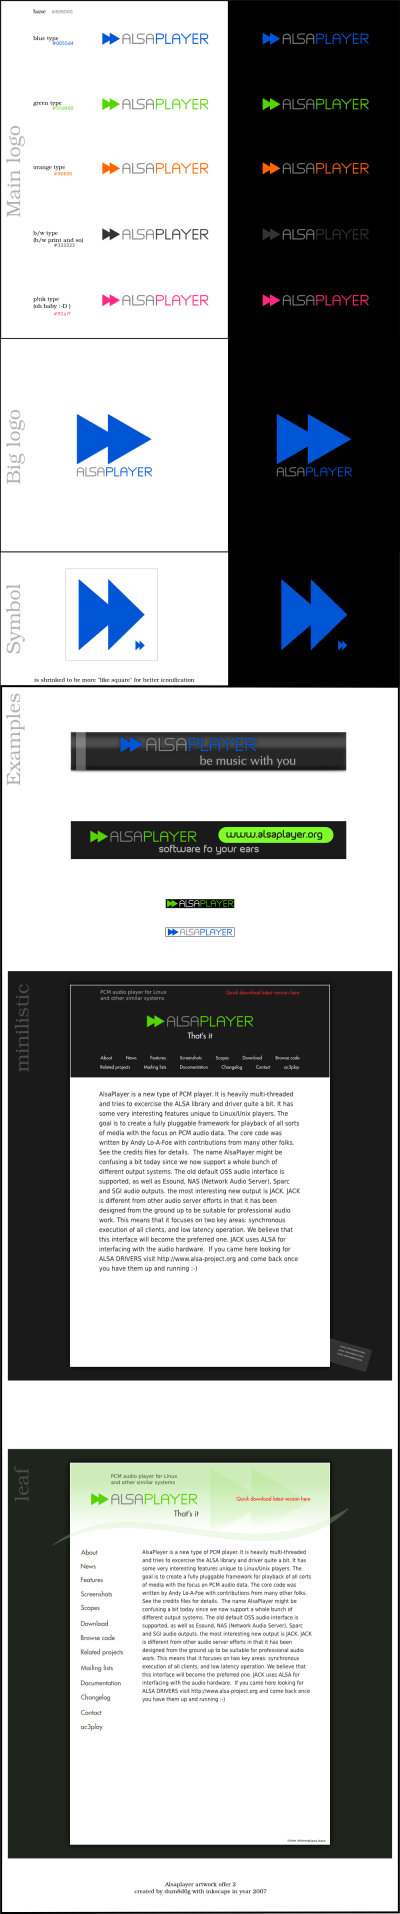 Main logo
base #808080
blue type
#0055d4
ALSAPLAYER
ALSAPLAYER
green type
#55d400
ALSAPLAYER
ALSAPLAYER
orange type
#ff6600
ALSAPLAYER
ALSAPLAYER
b/w type
(b/w print and so)
#333333
ALSAPLAYER
ALSAPLAYER
p!nk type
(oh baby :-D )
#ff2a7f
ALSAPLAYER
ALSAPLAYER
Big logo
ALSAPLAYER
ALSAPLAYER
Symbol
is shrinked to be more "like square" for better iconification
Examples
ALSAPLAYER
be music with you
ALSAPLAYER
www.alsaplayer.org
software fo your ears
ALSAPLAYER
ALSAPLAYER
minilistic
PCM audio player for Linux
and other similar systems
Quick download latest version here
ALSAPLAYER
That's it
About News Features Screenshots Scopes Download Browse code
Related projects Mailing lists Documentation Changelog Contact ac3play
AlsaPlayer is a new type of PCM player. It is heavily multi-threaded
and tries to excercise the ALSA library and driver quite a bit. It has
some very interesting features unique to Linux/Unix players. The
goal is to create a fully pluggable framework for playback of all sorts
of media with the focus on PCM audio data. The core code was
written by Andy Lo-A-Foe with contributions from many other folks.
See the credits files for details.  The name AlsaPlayer might be
confusing a bit today since we now support a whole bunch of
different output systems. The old default OSS audio interface is
supported, as well as Esound, NAS (Network Audio Server), Sparc
and SGI audio outputs. the most interesting new output is JACK. JACK
is different from other audio server efforts in that it has been
designed from the ground up to be suitable for professional audio
work. This means that it focuses on two key areas: synchronous
execution of all clients, and low latency operation. We believe that
this interface will become the preferred one. JACK uses ALSA for
interfacing with the audio hardware.  If you came here looking for
ALSA DRIVERS visit http://www.alsa-project.org and come back once
you have them up and running :-)
leaf
PCM audio player for Linux
and other similar systems
ALSAPLAYER
Quick download latest version here
That's it
About
News
Features
Screenshots
Scopes
Download
Browse code
Related projects
Mailing lists
Documentation
Changelog
Contact
ac3play
AlsaPlayer is a new type of PCM player. It is heavily multi-threaded
and tries to excercise the ALSA library and driver quite a bit. It has
some very interesting features unique to Linux/Unix players. The
goal is to create a fully pluggable framework for playback of all sorts
of media with the focus on PCM audio data. The core code was
written by Andy Lo-A-Foe with contributions from many other folks.
See the credits files for details.  The name AlsaPlayer might be
confusing a bit today since we now support a whole bunch of
different output systems. The old default OSS audio interface is
supported, as well as Esound, NAS (Network Audio Server), Sparc
and SGI audio outputs. the most interesting new output is JACK. JACK
is different from other audio server efforts in that it has been
designed from the ground up to be suitable for professional audio
work. This means that it focuses on two key areas: synchronous
execution of all clients, and low latency operation. We believe that
this interface will become the preferred one. JACK uses ALSA for
interfacing with the audio hardware.  If you came here looking for
ALSA DRIVERS visit http://www.alsa-project.org and come back once
you have them up and running :-)
Alsaplayer artwork offer 2
created by dum8d0g with inkscape in year 2007